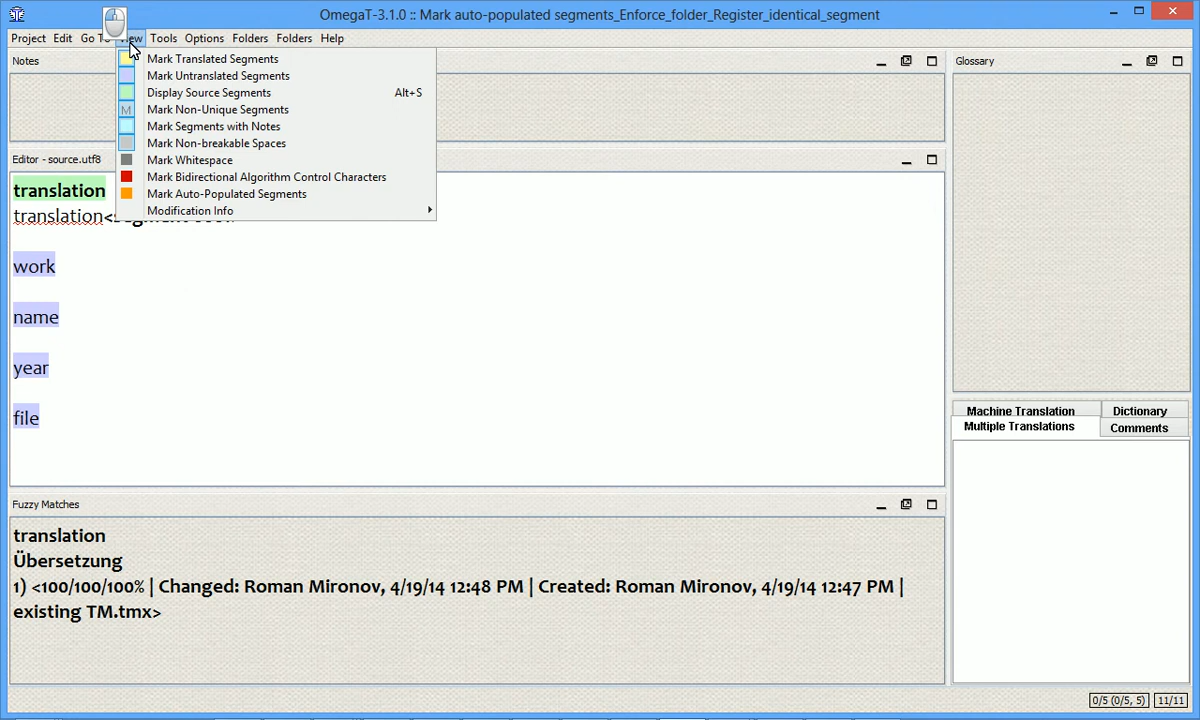 OmegaT-3.1.0 :: Mark auto-populated segments_Enforce_folder_Register_identical_segment
Project Edit Go To View Tools Options Folders Folders Help
Notes
Mark Translated Segments
Mark Untranslated Segments
Display Source Segments Alt+S
M Mark Non-Unique Segments
Mark Segments with Notes
Mark Non-breakable Spaces
Mark Whitespace
Mark Bidirectional Algorithm Control Characters
Mark Auto-Populated Segments
Modification Info
Editor - source.utf8
translation
translation
work
name
year
file
Fuzzy Matches
translation
Übersetzung
1) <100/100/100% | Changed: Roman Mironov, 4/19/14 12:48 PM | Created: Roman Mironov, 4/19/14 12:47 PM |
existing TM.tmx>
Glossary
Machine Translation Dictionary
Multiple Translations Comments
0/5 (0/5, 5) 11/11